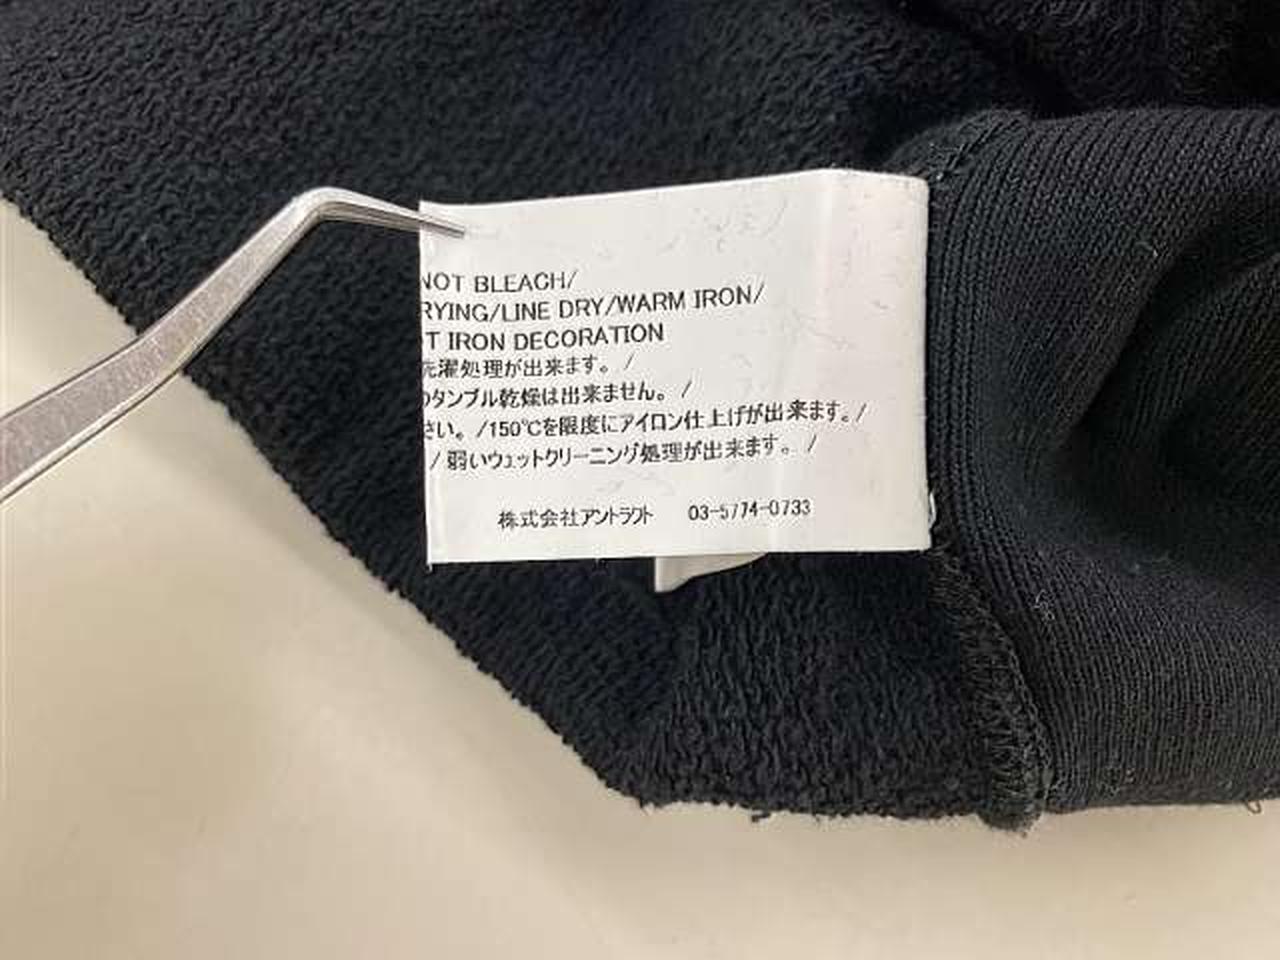 NOT BLEACH/
RYING/LINE DRY/WARM IRON/
T IRON DECORATION
洗濯処理が出来ます。 /
のタンブル乾燥は出来ません。 /
さい。/150℃を限度にアイロン仕上げが出来ます。/
/ 弱いウェットクリーニング処理が出来ます。 /
株式会社アントラクト 03-5774-0733